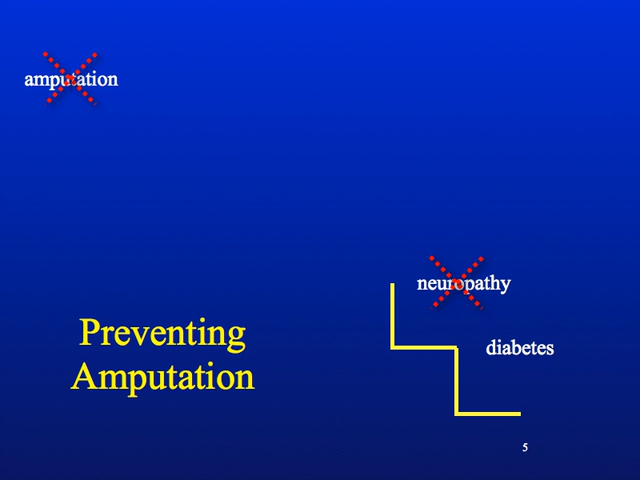 amputation
neuropathy
diabetes
Preventing
Amputation
5